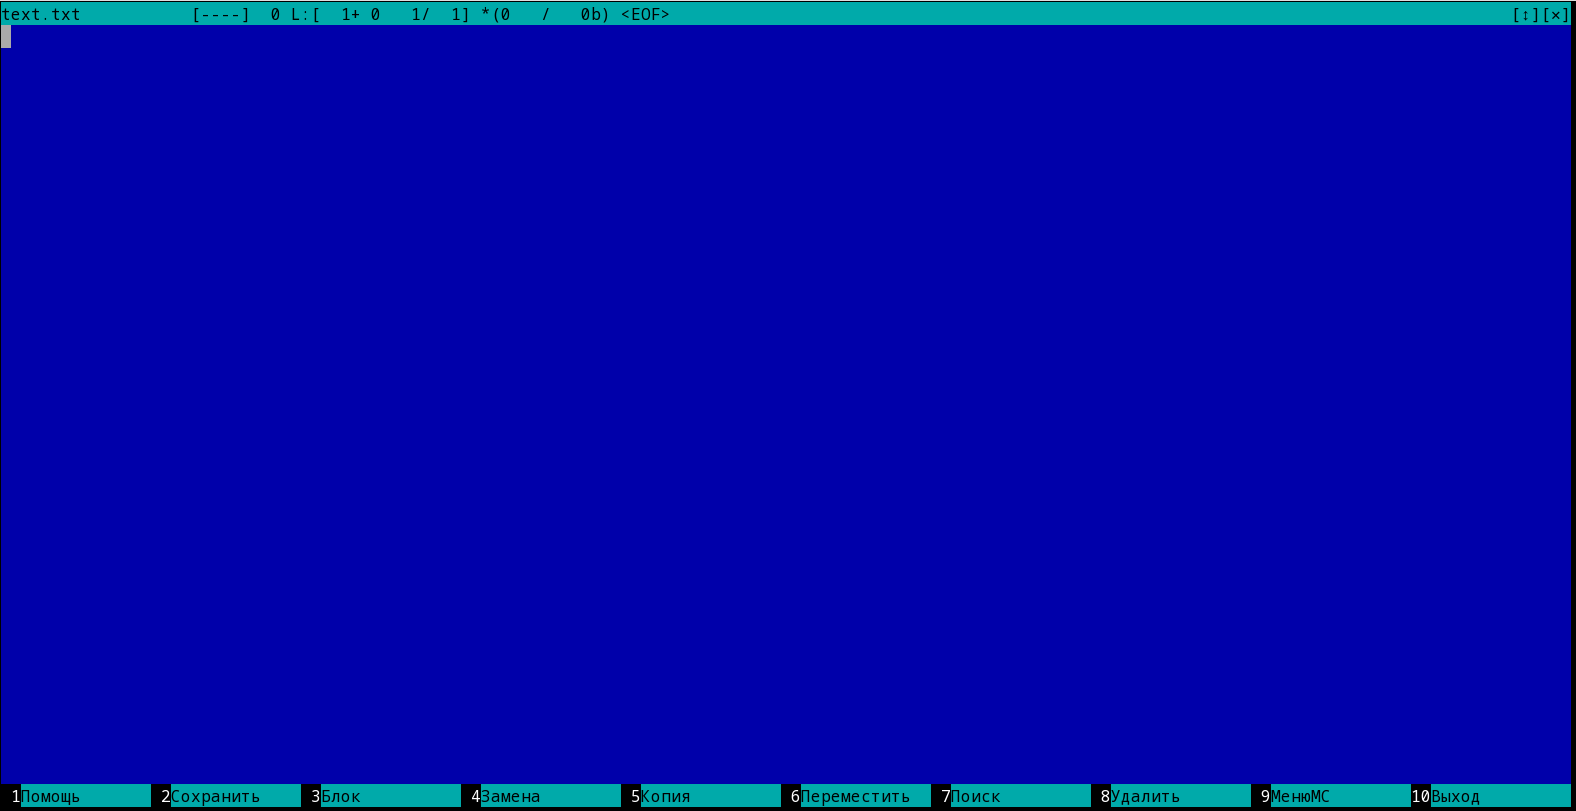 text.txt [----] 0 L:[ 1+ 0 1/ 1] *(0 / 0b) <EOF> [↕][×]
1Помощь 2Сохранить 3Блок 4Замена 5Копия 6Переместить 7Поиск 8Удалить 9МенюМС 10Выход